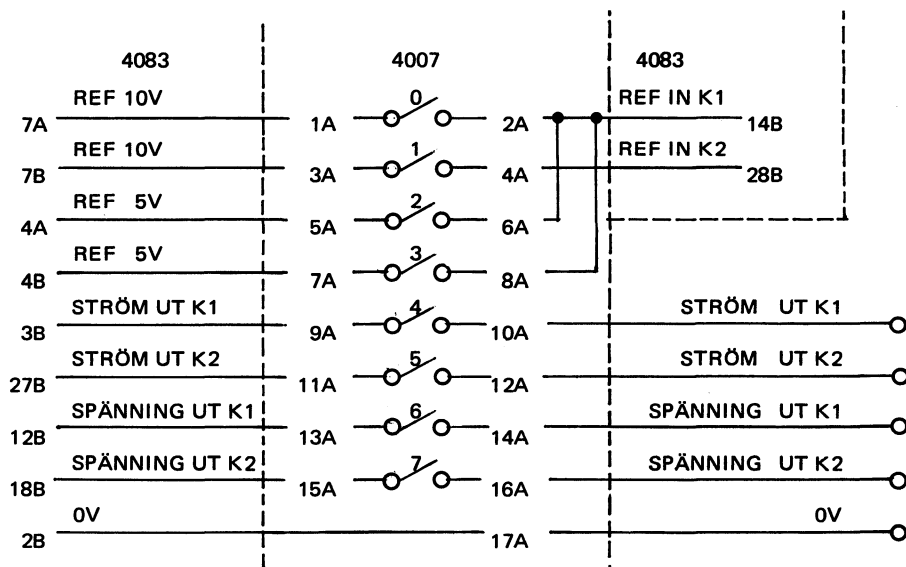 4083 4007 4083
REF 10V 0 REF IN K1
7A 1A 2A 14B
REF 10V 1 REF IN K2
7B 3A 4A 28B
REF 5V 2
4A 5A 6A
REF 5V 3
4B 7A 8A
STRÖM UT K1 4 STRÖM UT K1
3B 9A 10A
STRÖM UT K2 5 STRÖM UT K2
27B 11A 12A
SPÄNNING UT K1 6 SPÄNNING UT K1
12B 13A 14A
SPÄNNING UT K2 7 SPÄNNING UT K2
18B 15A 16A
0V 0V
2B 17A